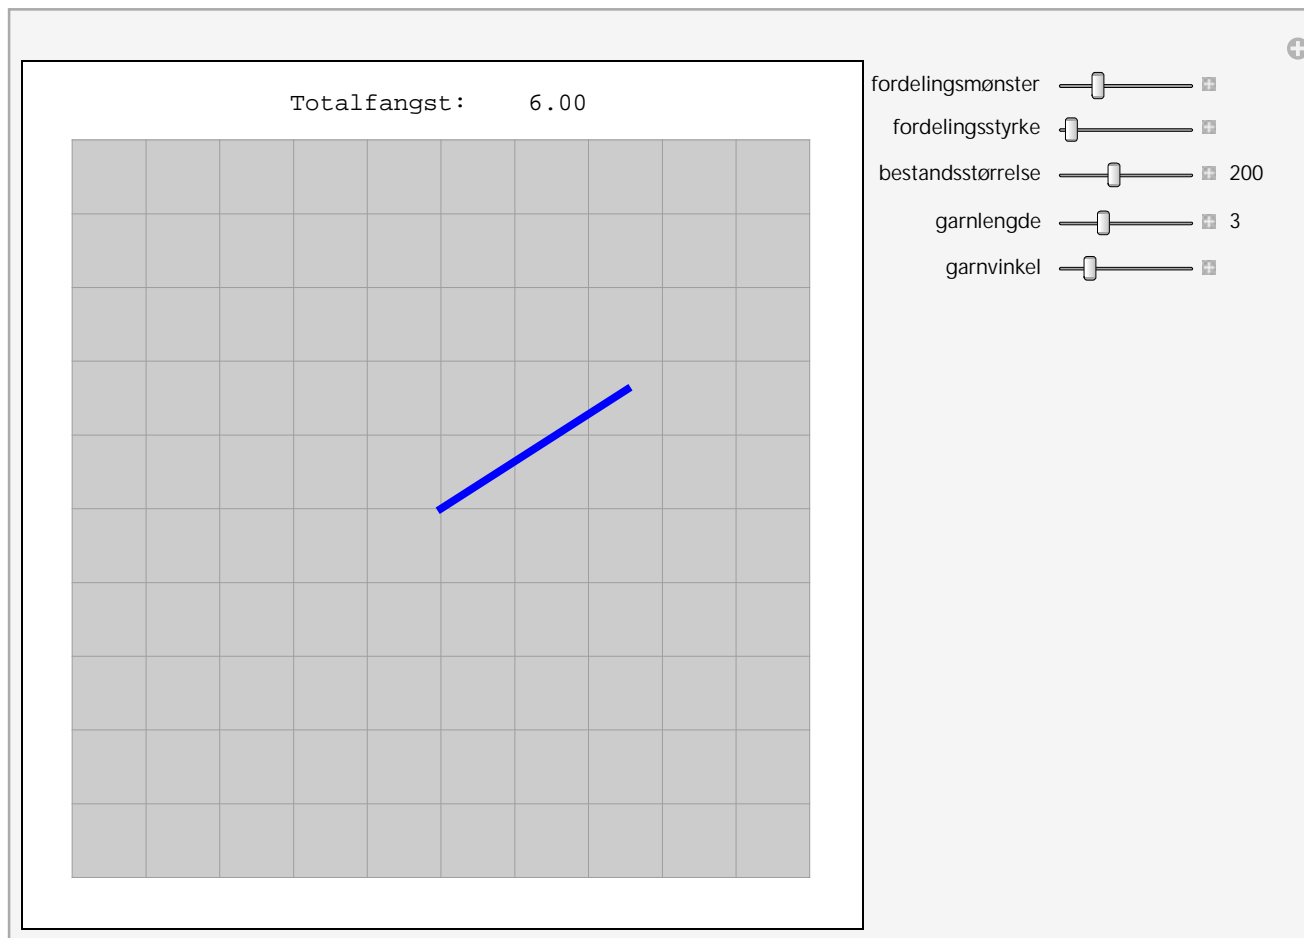 Totalfangst: 6.00
fordelingsmønster
fordelingsstyrke
bestandsstørrelse 200
garnlengde 3
garnvinkel